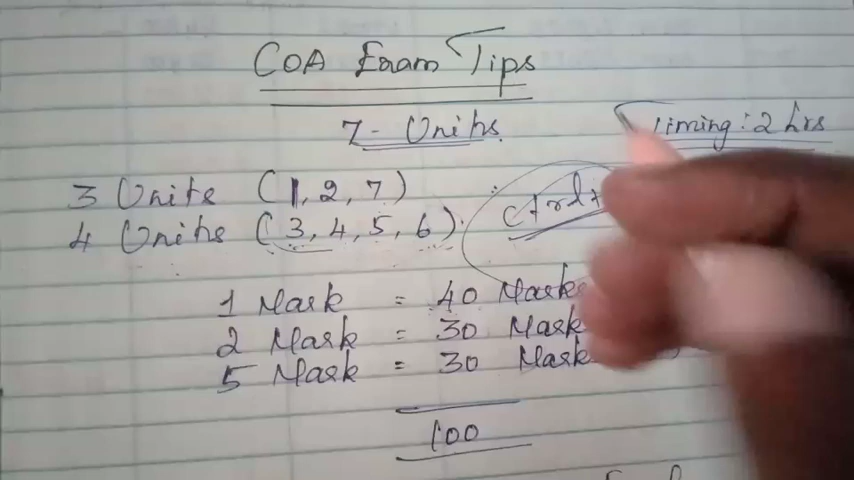 COA Exam Tips
7 - Units
Timing: 2 hrs
3 Units (1, 2, 7)
4 Units (3, 4, 5, 6)
1 Mark = 40 Marks
2 Mark = 30 Mark
5 Mark = 30 Mark
100